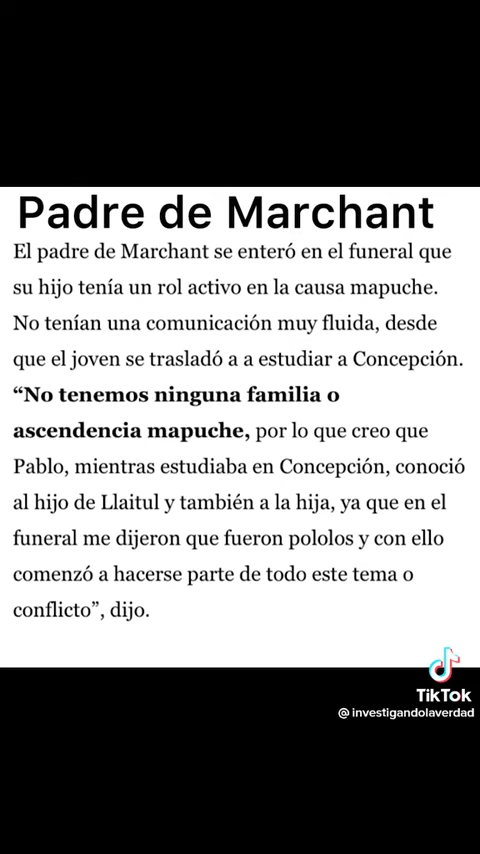 Padre de Marchant
El padre de Marchant se enteró en el funeral que
su hijo tenía un rol activo en la causa mapuche.
No tenían una comunicación muy fluida, desde
que el joven se trasladó a a estudiar a Concepción.
“No tenemos ninguna familia o
ascendencia mapuche, por lo que creo que
Pablo, mientras estudiaba en Concepción, conoció
al hijo de Llaitul y también a la hija, ya que en el
funeral me dijeron que fueron pololos y con ello
comenzó a hacerse parte de todo este tema o
conflicto”, dijo.
TikTok
@investigandolaverdad